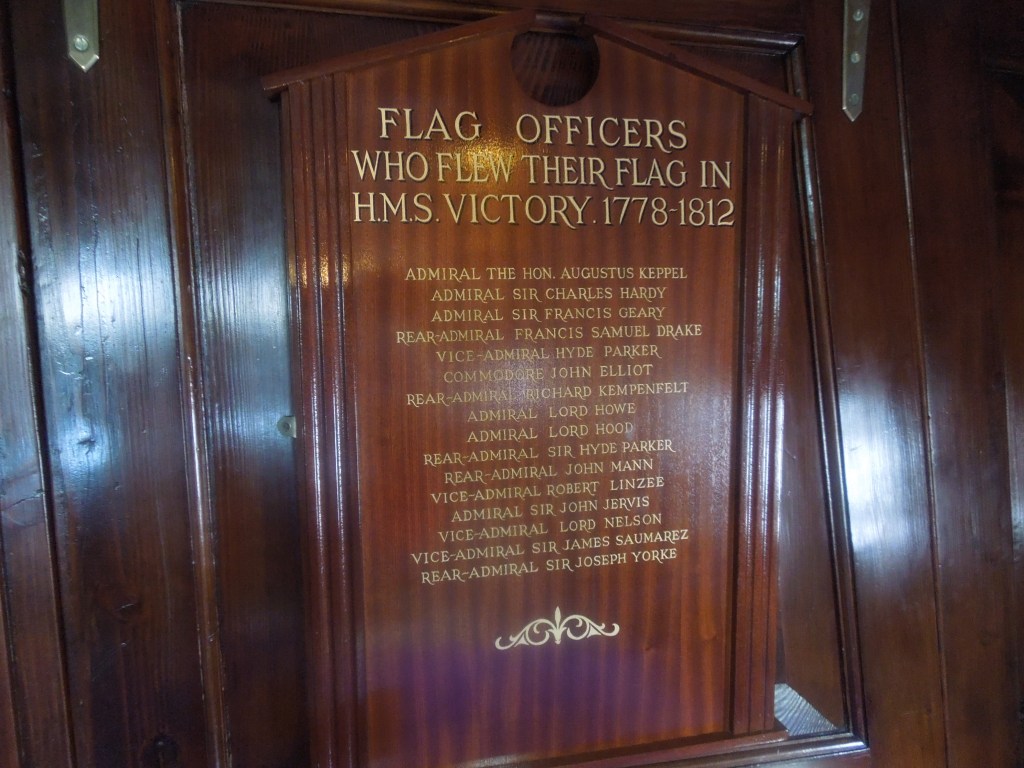 FLAG OFFICERS
WHO FLEW THEIR FLAG IN
H.M.S. VICTORY. 1778-1812
ADMIRAL THE HON. AUGUSTUS KEPPEL
ADMIRAL SIR CHARLES HARDY
ADMIRAL SIR FRANCIS GEARY
REAR-ADMIRAL FRANCIS SAMUEL DRAKE
VICE-ADMIRAL HYDE PARKER
COMMODORE JOHN ELLIOT
REAR-ADMIRAL RICHARD KEMPENFELT
ADMIRAL LORD HOWE
ADMIRAL LORD HOOD
REAR-ADMIRAL SIR HYDE PARKER
REAR-ADMIRAL JOHN MANN
VICE-ADMIRAL ROBERT LINZEE
ADMIRAL SIR JOHN JERVIS
VICE-ADMIRAL LORD NELSON
VICE-ADMIRAL SIR JAMES SAUMAREZ
REAR-ADMIRAL SIR JOSEPH YORKE